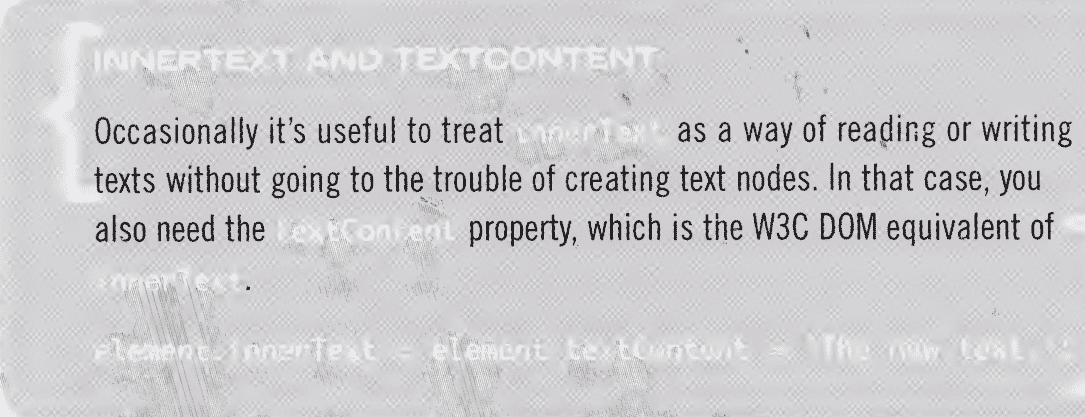 INNERTEXT AND TEXTCONTENT
Occasionally it's useful to treat innerText as a way of reading or writing
texts without going to the trouble of creating text nodes. In that case, you
also need the textContent property, which is the W3C DOM equivalent of
innerText.
element.innerText = element.textContent = 'The new text.';